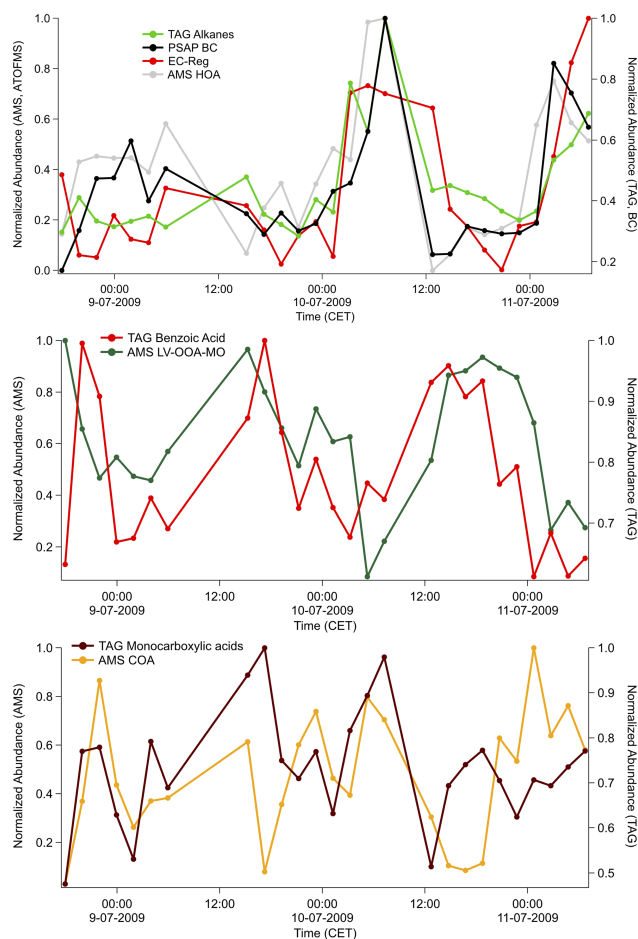 Normalized Abundance (AMS, ATOFMS)
1.0
0.8
0.6
0.4
0.2
0.0
TAG Alkanes
PSAP BC
EC-Reg
AMS HOA
1.0
0.8
0.6
0.4
0.2
Normalized Abundance (TAG, BC)
00:00 12:00 00:00 12:00 00:00
9-07-2009 10-07-2009 11-07-2009
Time (CET)
Normalized Abundance (AMS)
1.0
0.8
0.6
0.4
0.2
TAG Benzoic Acid
AMS LV-OOA-MO
1.0
0.9
0.8
0.7
Normalized Abundance (TAG)
00:00 12:00 00:00 12:00 00:00
9-07-2009 10-07-2009 11-07-2009
Time (CET)
Normalized Abundance (AMS)
1.0
0.8
0.6
0.4
0.2
TAG Monocarboxylic acids
AMS COA
1.0
0.9
0.8
0.7
0.6
0.5
Normalized Abundance (TAG)
00:00 12:00 00:00 12:00 00:00
9-07-2009 10-07-2009 11-07-2009
Time (CET)